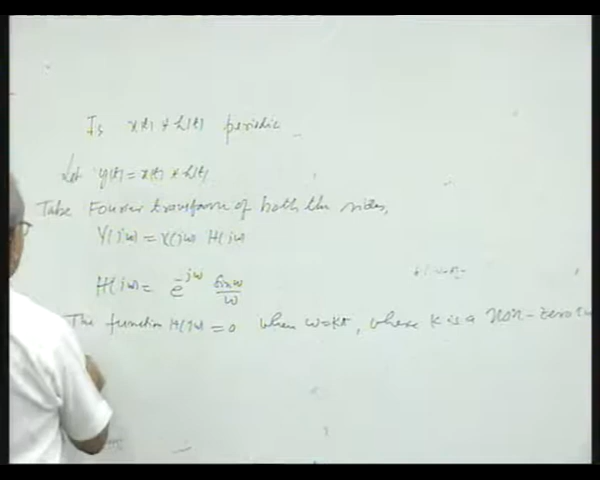 Is x(t) * h(t) periodic
Let y(t) = x(t) * h(t)
Take Fourier transform of both the sides,
Y(jω) = X(jω) H(jω)
H(jω) = e^{-jω} sinω/ω
The function H(jω) = 0 when ω=kπ, where k is a non-zero